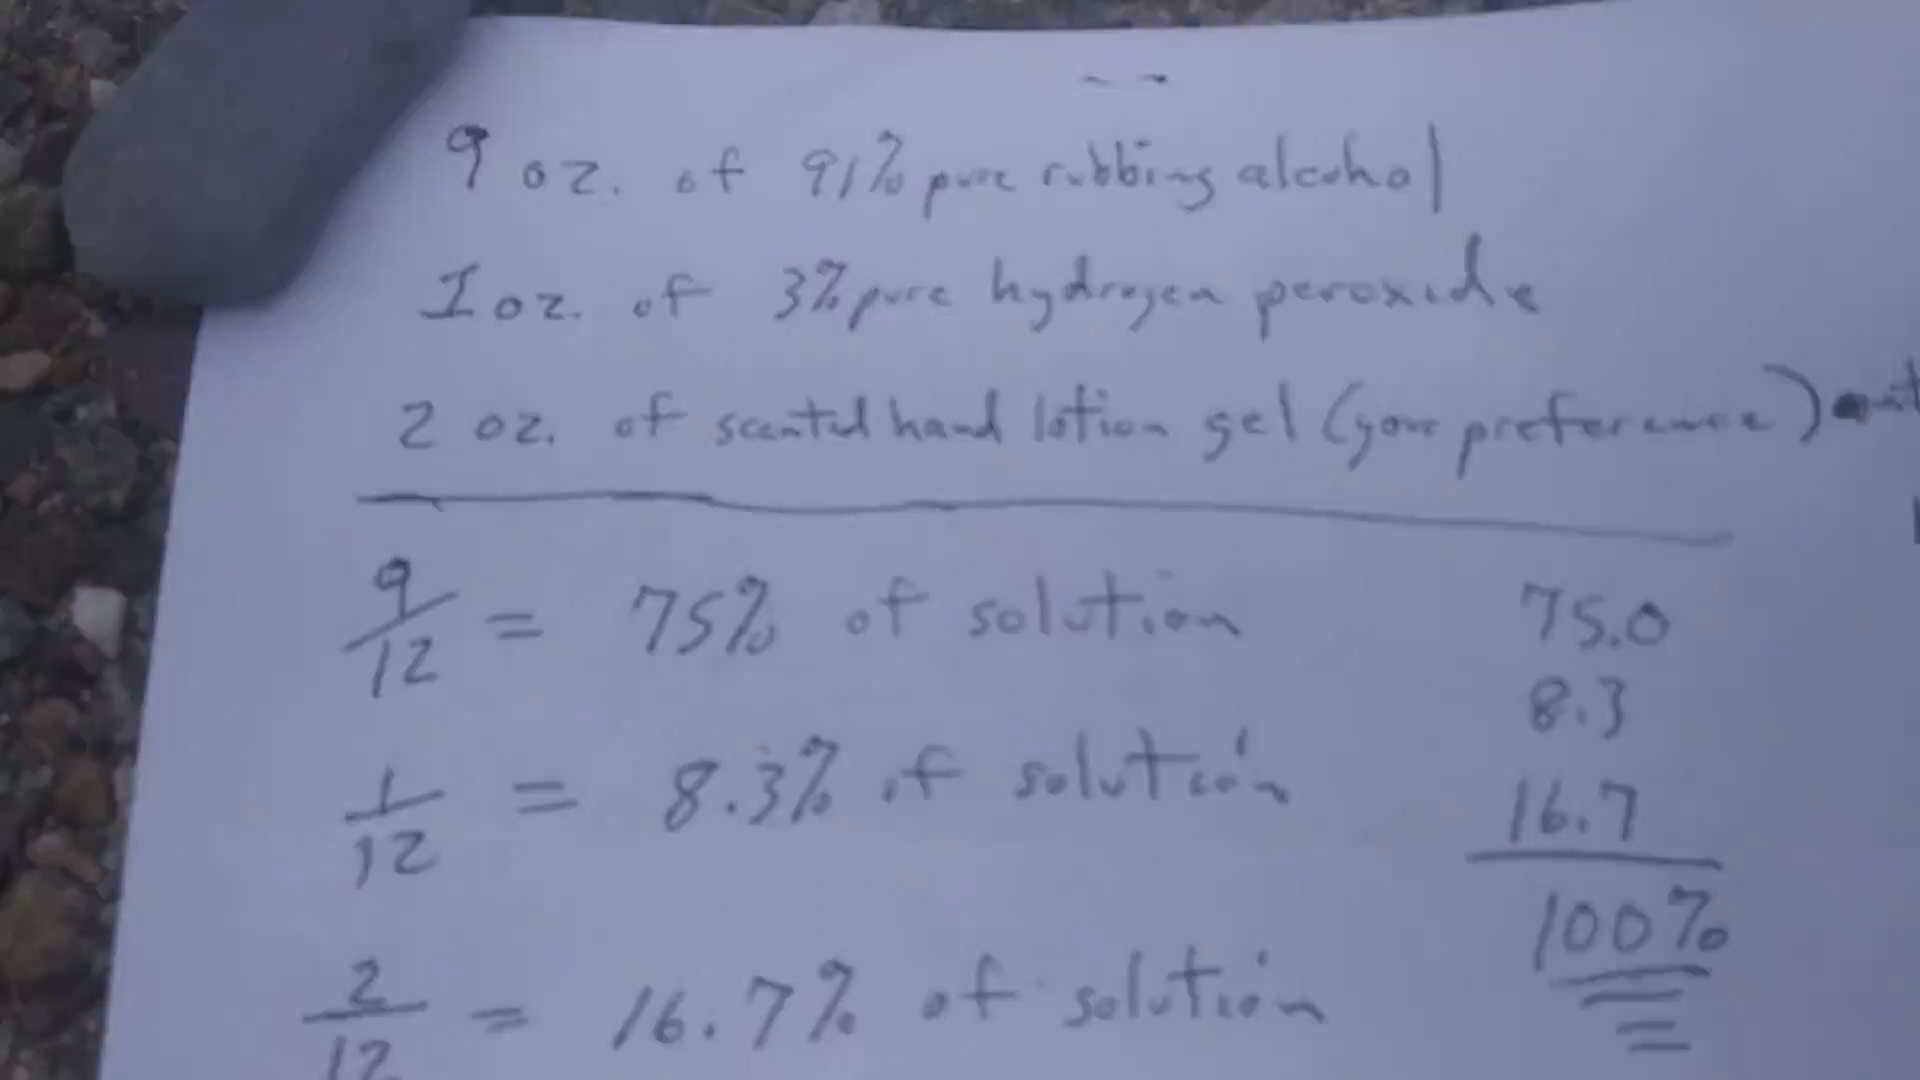 9 oz. of 91% pure rubbing alcohol
1 oz. of 3% pure hydrogen peroxide
2 oz. of scented hand lotion gel (your preference)
9/12 = 75% of solution
75.0
8.3
1/12 = 8.3% of solution
16.7
100%
2/12 = 16.7% of solution